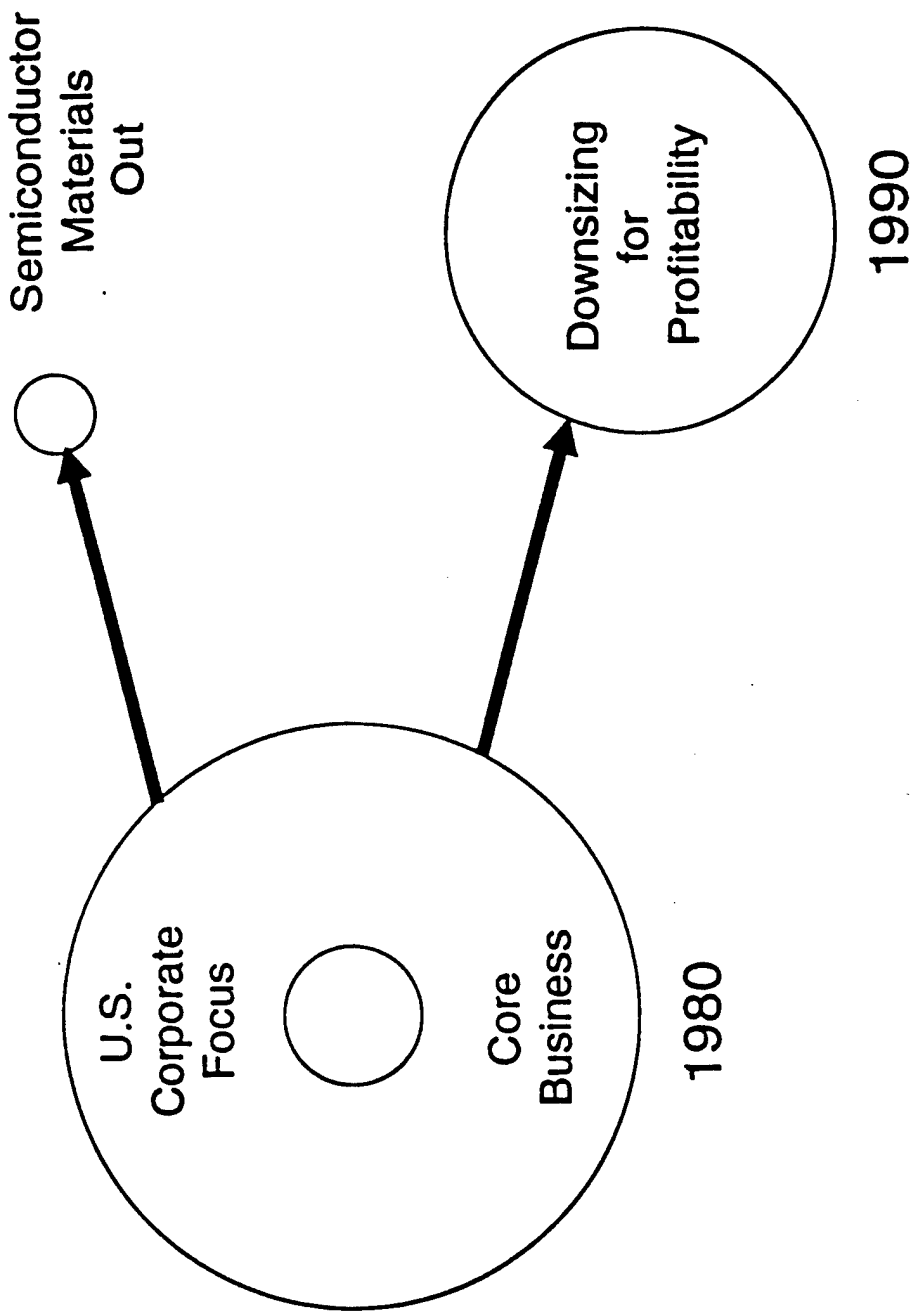 U.S.
Corporate
Focus
Core
Business
1980
Semiconductor
Materials
Out
Downsizing
for
Profitability
1990